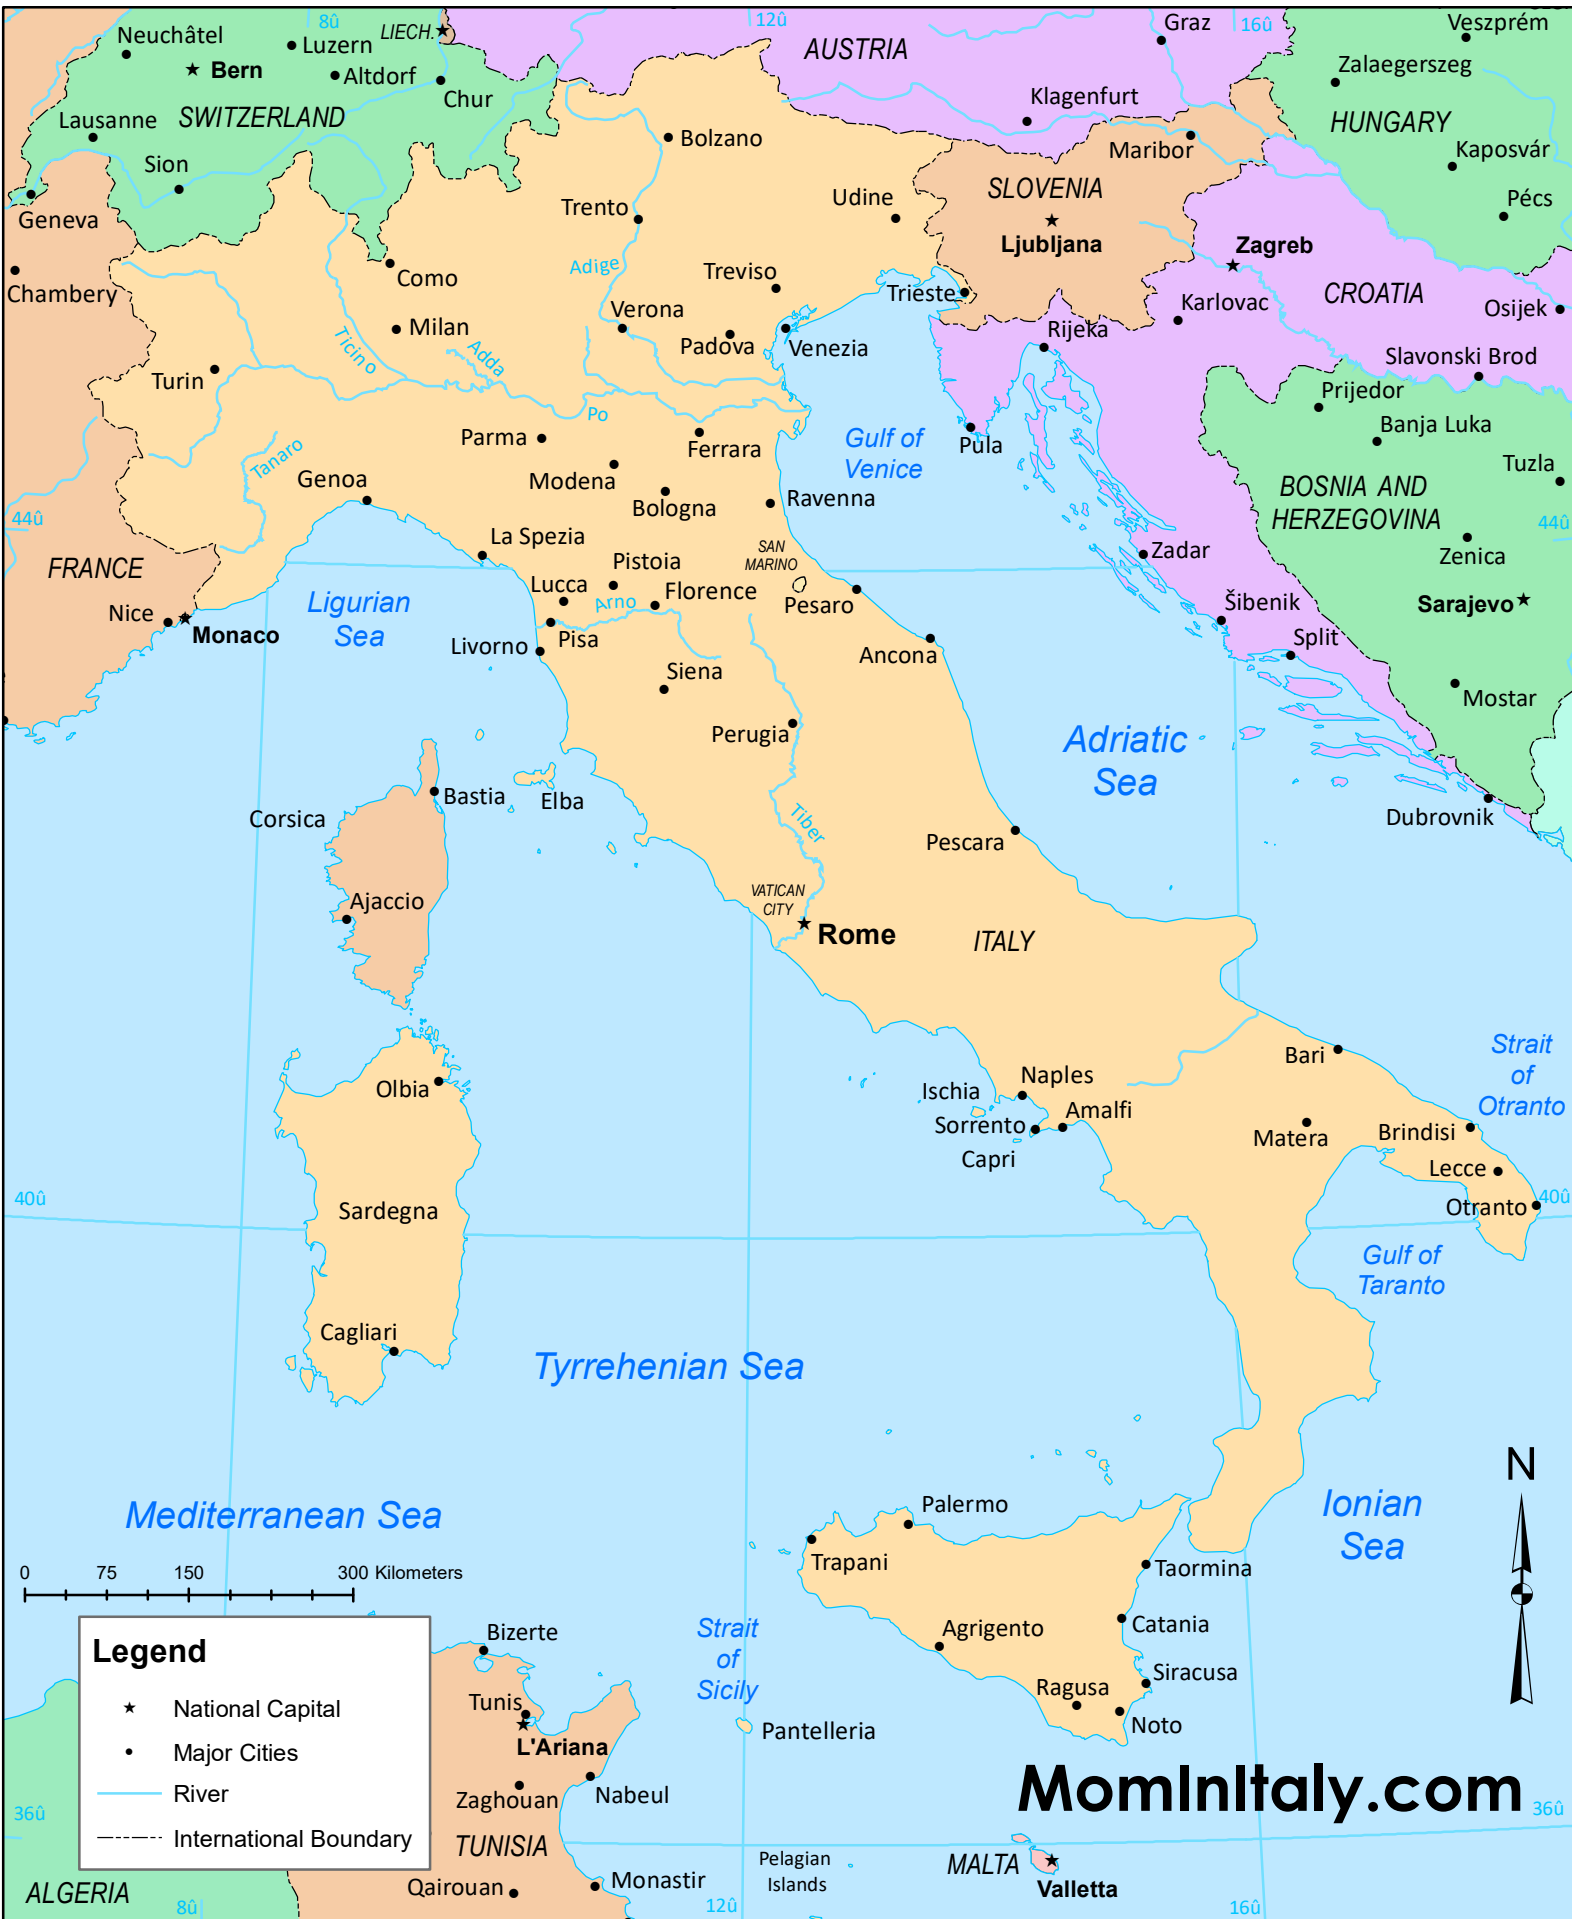 8û
12û
16û
Neuchâtel
Luzern
LIECH.
AUSTRIA
Graz
Veszprém
Bern
Altdorf
Chur
Zalaegerszeg
Klagenfurt
HUNGARY
Lausanne
SWITZERLAND
Bolzano
Maribor
Kaposvár
Sion
Trento
Udine
SLOVENIA
Pécs
Geneva
Ljubljana
Zagreb
Adige
Treviso
Como
Chambery
Trieste
Karlovac
CROATIA
Osijek
Milan
Verona
Padova
Venezia
Rijeka
Ticino
Adda
Slavonski Brod
Turin
Prijedor
Po
Banja Luka
Parma
Ferrara
Gulf of
Venice
Pula
Tuzla
Tanaro
Genoa
Modena
Bologna
Ravenna
BOSNIA AND
HERZEGOVINA
44û
44û
La Spezia
Pistoia
SAN
MARINO
Zadar
Zenica
FRANCE
Lucca
Arno
Florence
Pesaro
Ligurian
Sea
Šibenik
Sarajevo
Nice
Monaco
Pisa
Livorno
Ancona
Split
Siena
Mostar
Perugia
Adriatic
Sea
Bastia
Elba
Corsica
Tiber
Dubrovnik
Pescara
Ajaccio
VATICAN
CITY
Rome
ITALY
Strait
of
Otranto
Bari
Olbia
Ischia
Naples
Amalfi
Sorrento
Capri
Matera
Brindisi
Lecce
40û
Sardegna
Otranto
40û
Gulf of
Taranto
Cagliari
Tyrrehenian Sea
N
Mediterranean Sea
Palermo
Ionian
Sea
Trapani
Taormina
0 75 150 300 Kilometers
Catania
Agrigento
Strait
of
Sicily
Bizerte
Siracusa
Ragusa
Noto
Tunis
Pantelleria
L'Ariana
Nabeul
Zaghouan
TUNISIA
Legend
National Capital
Major Cities
River
International Boundary
MomInItaly.com
36û
36û
Pelagian
Islands
MALTA
Valletta
Monastir
Qairouan
ALGERIA
8û
12û
16û